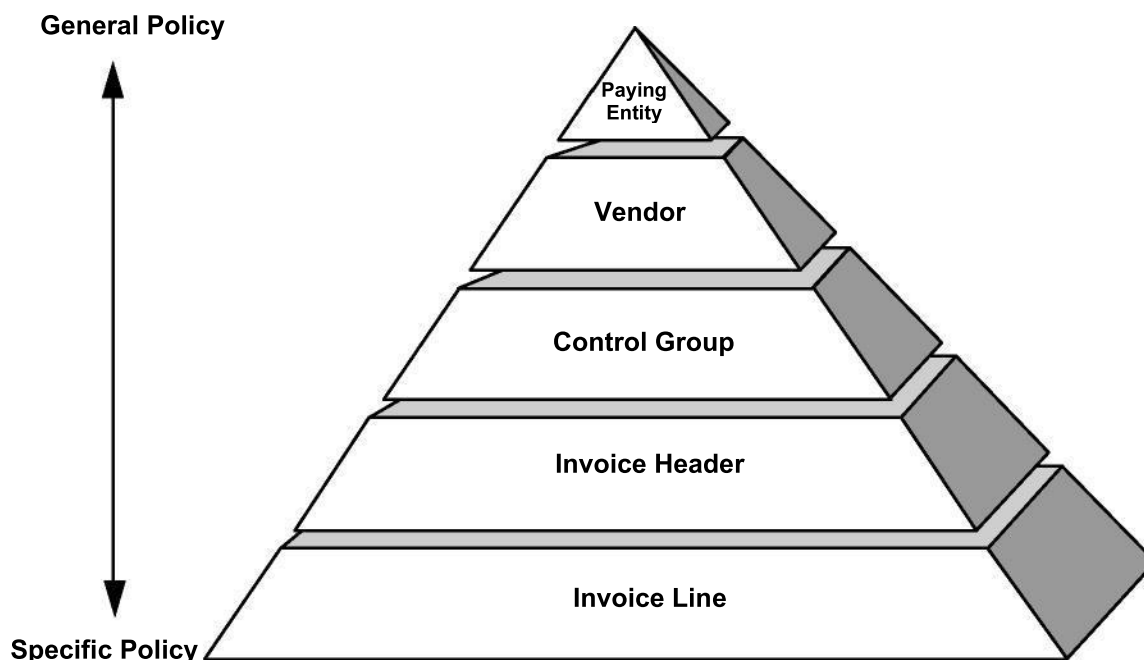 General Policy
Paying
Entity
Vendor
Control Group
Invoice Header
Invoice Line
Specific Policy